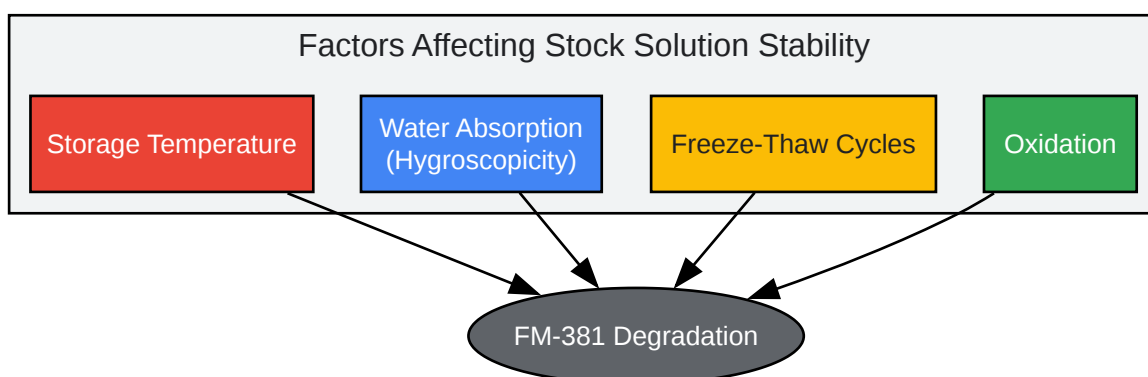 Factors Affecting Stock Solution Stability
Storage Temperature
Water Absorption
(Hygroscopicity)
Freeze-Thaw Cycles
Oxidation
FM-381 Degradation